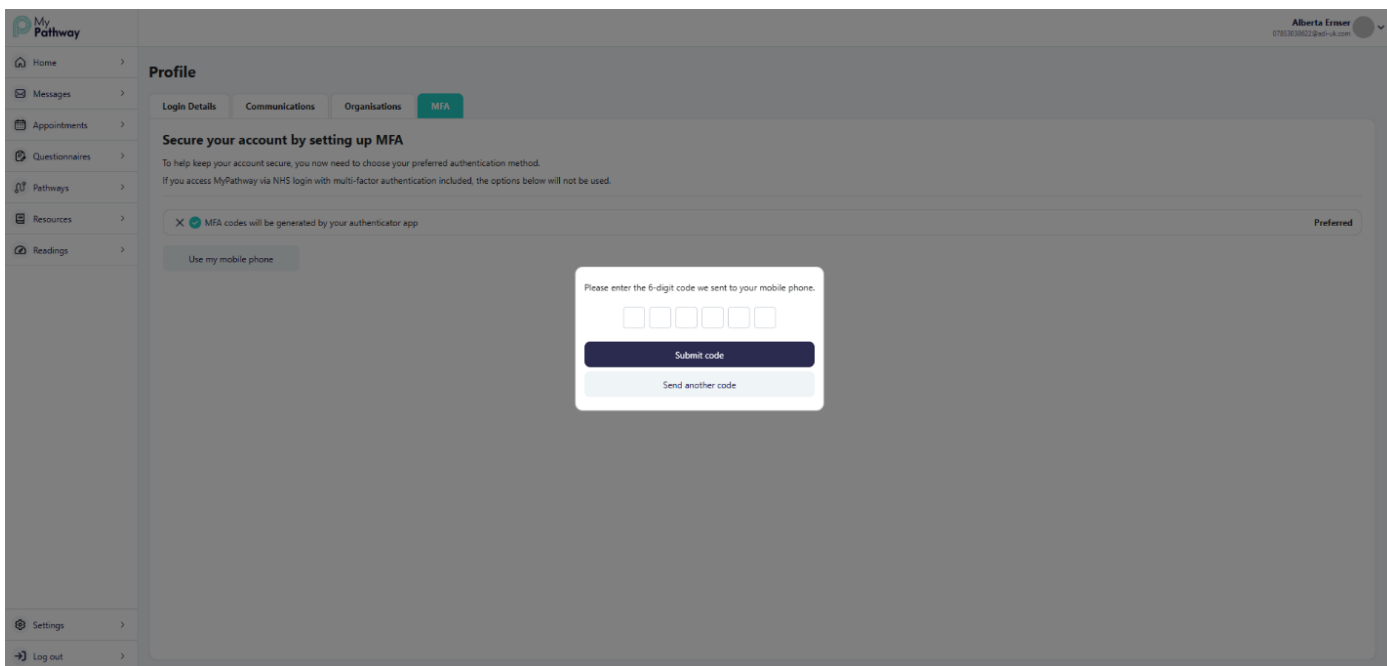 My
Pathway
Alberta Ermser
Home
Messages
Appointments
Questionnaires
Pathways
Resources
Readings
Settings
Log out
Profile
Login Details
Communications
Organisations
MFA
Secure your account by setting up MFA
To help keep your account secure, you now need to choose your preferred authentication method.
If you access MyPathway via NHS login with multi-factor authentication included, the options below will not be used.
MFA codes will be generated by your authenticator app
Preferred
Use my mobile phone
Please enter the 6-digit code we sent to your mobile phone.
Submit code
Send another code